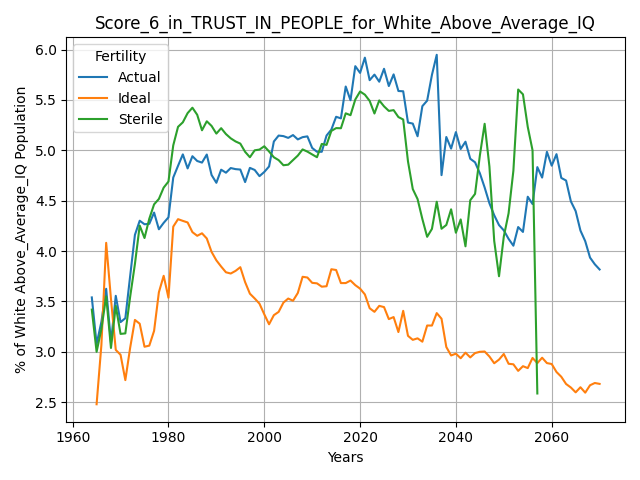 Score_6_in_TRUST_IN_PEOPLE_for_White_Above_Average_IQ
% of White Above_Average_IQ Population
6.0
5.5
5.0
4.5
4.0
3.5
3.0
2.5
Fertility
Actual
Ideal
Sterile
1960
1980
2000
2020
2040
2060
Years